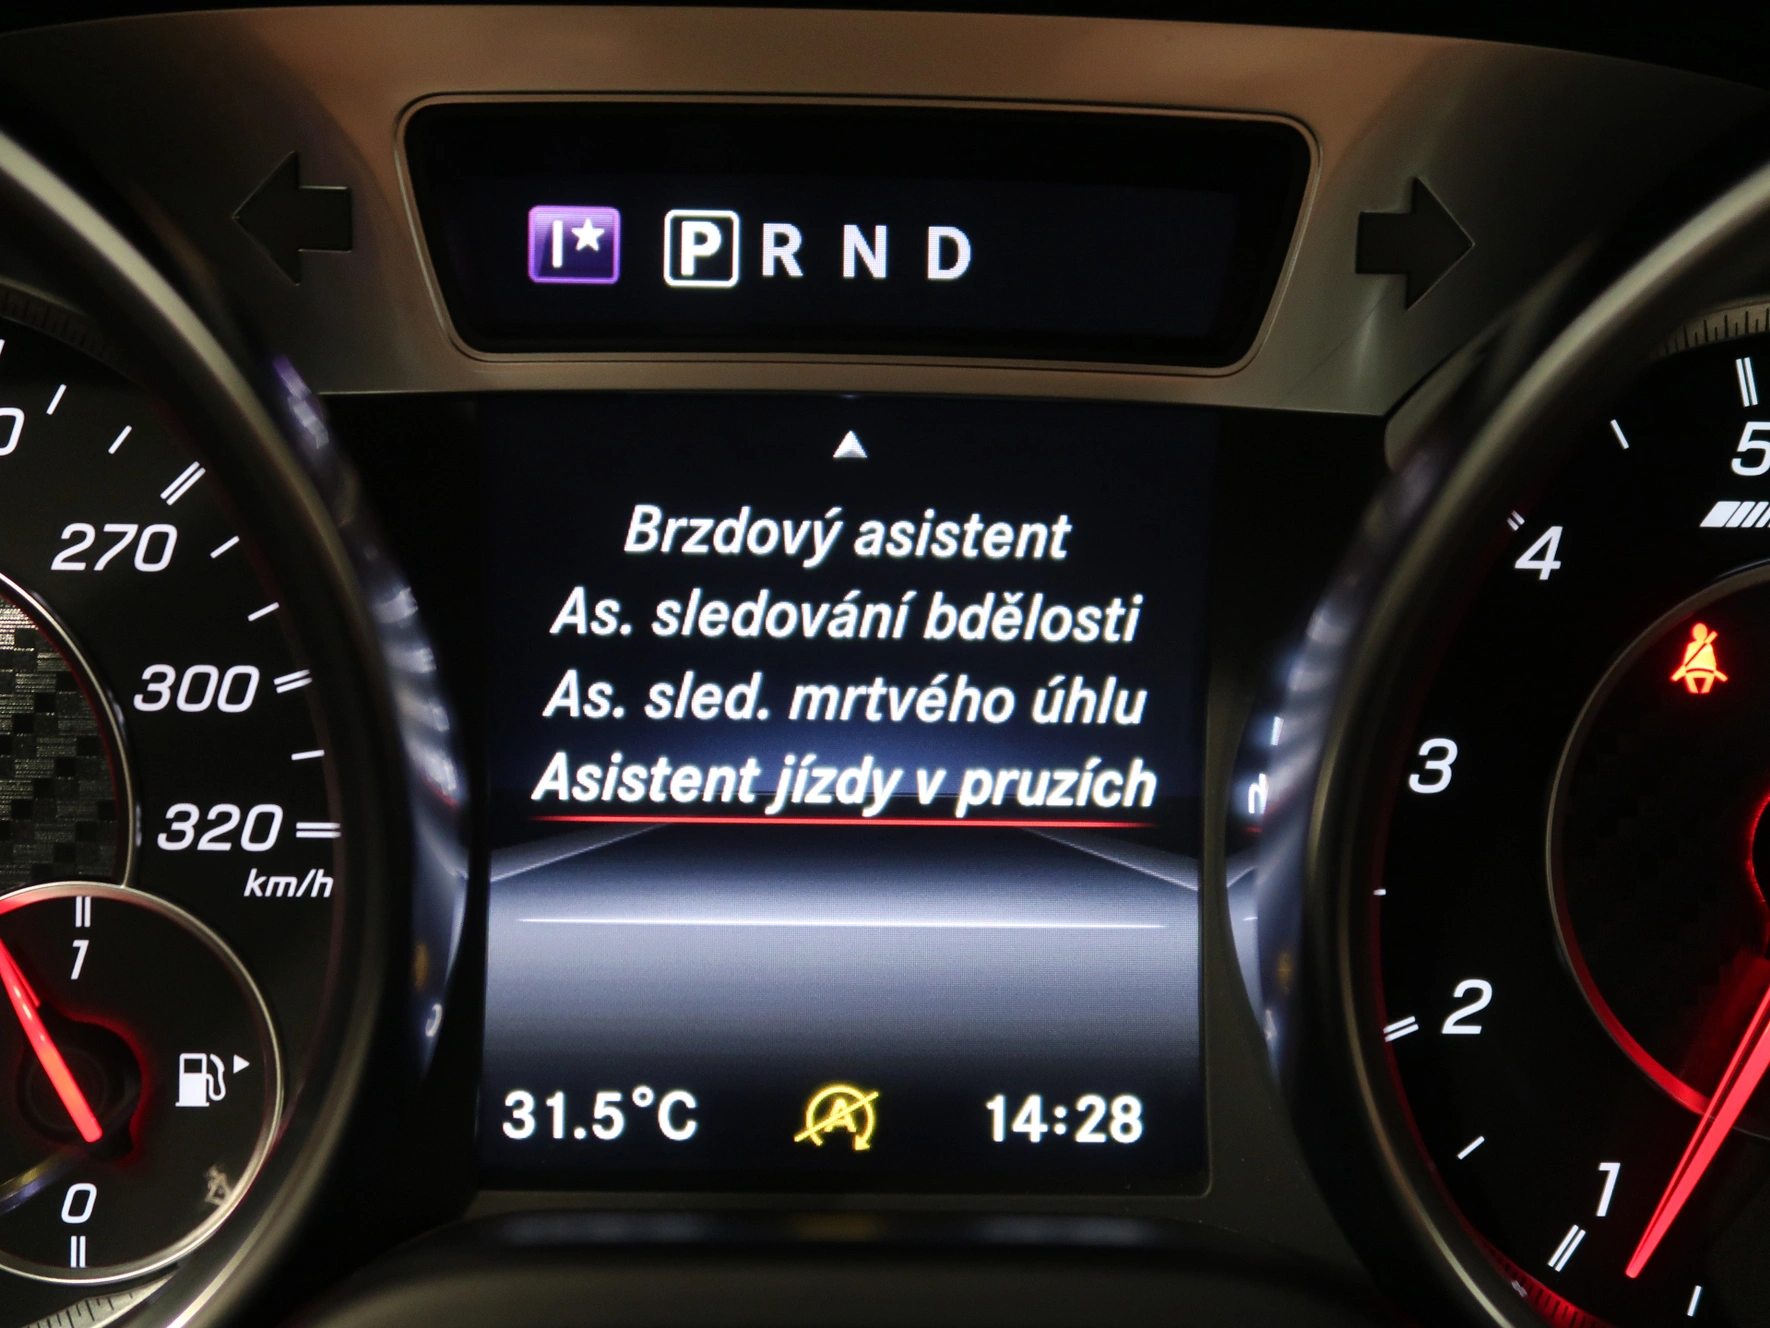 I★ P R N D
Brzdový asistent
As. sledování bdělosti
As. sled. mrtvého úhlu
Asistent jízdy v pruzích
31.5°C A 14:28
270
300
320
km/h
1
0
5
4
3
2
1